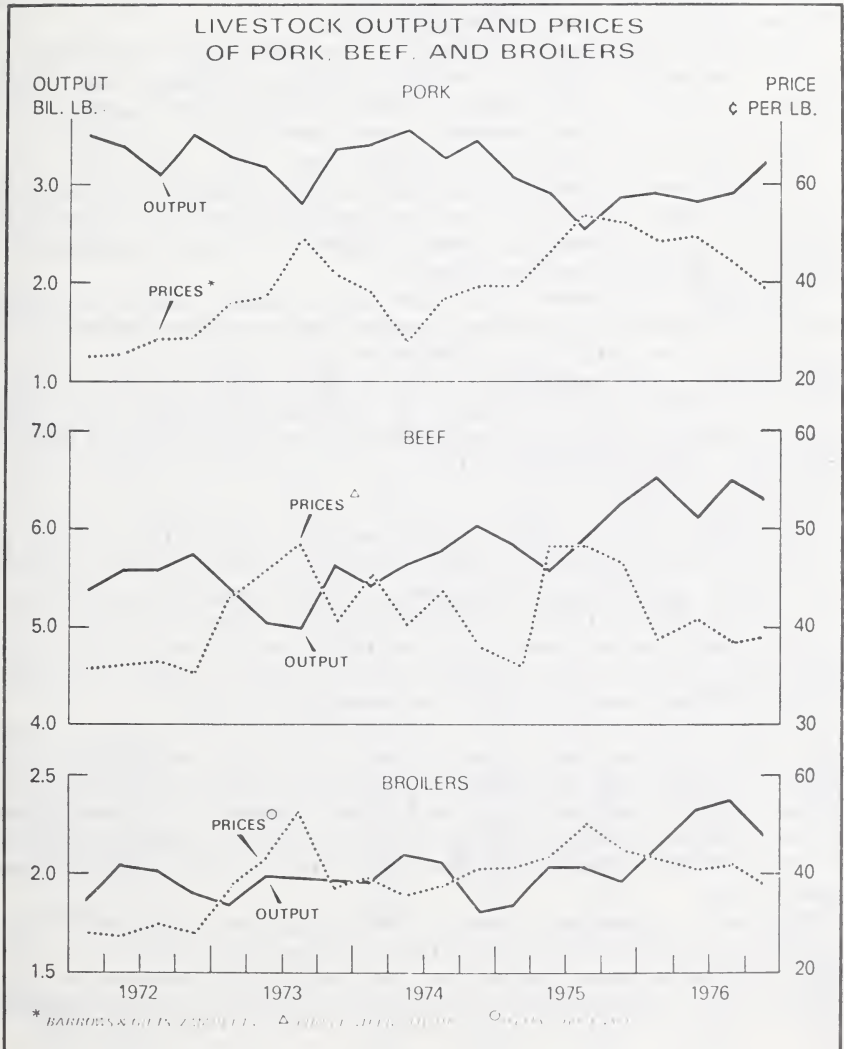 LIVESTOCK OUTPUT AND PRICES
OF PORK, BEEF, AND BROILERS
OUTPUT
BIL. LB.
PORK
PRICE
¢ PER LB.
3.0
60
OUTPUT
2.0
PRICES*
40
1.0
20
7.0
BEEF
60
PRICES △
6.0
50
5.0
40
OUTPUT
4.0
30
2.5
BROILERS
60
PRICES○
2.0
40
OUTPUT
1.5
20
1972 1973 1974 1975 1976
* BARROWS & GILTS, △ ○